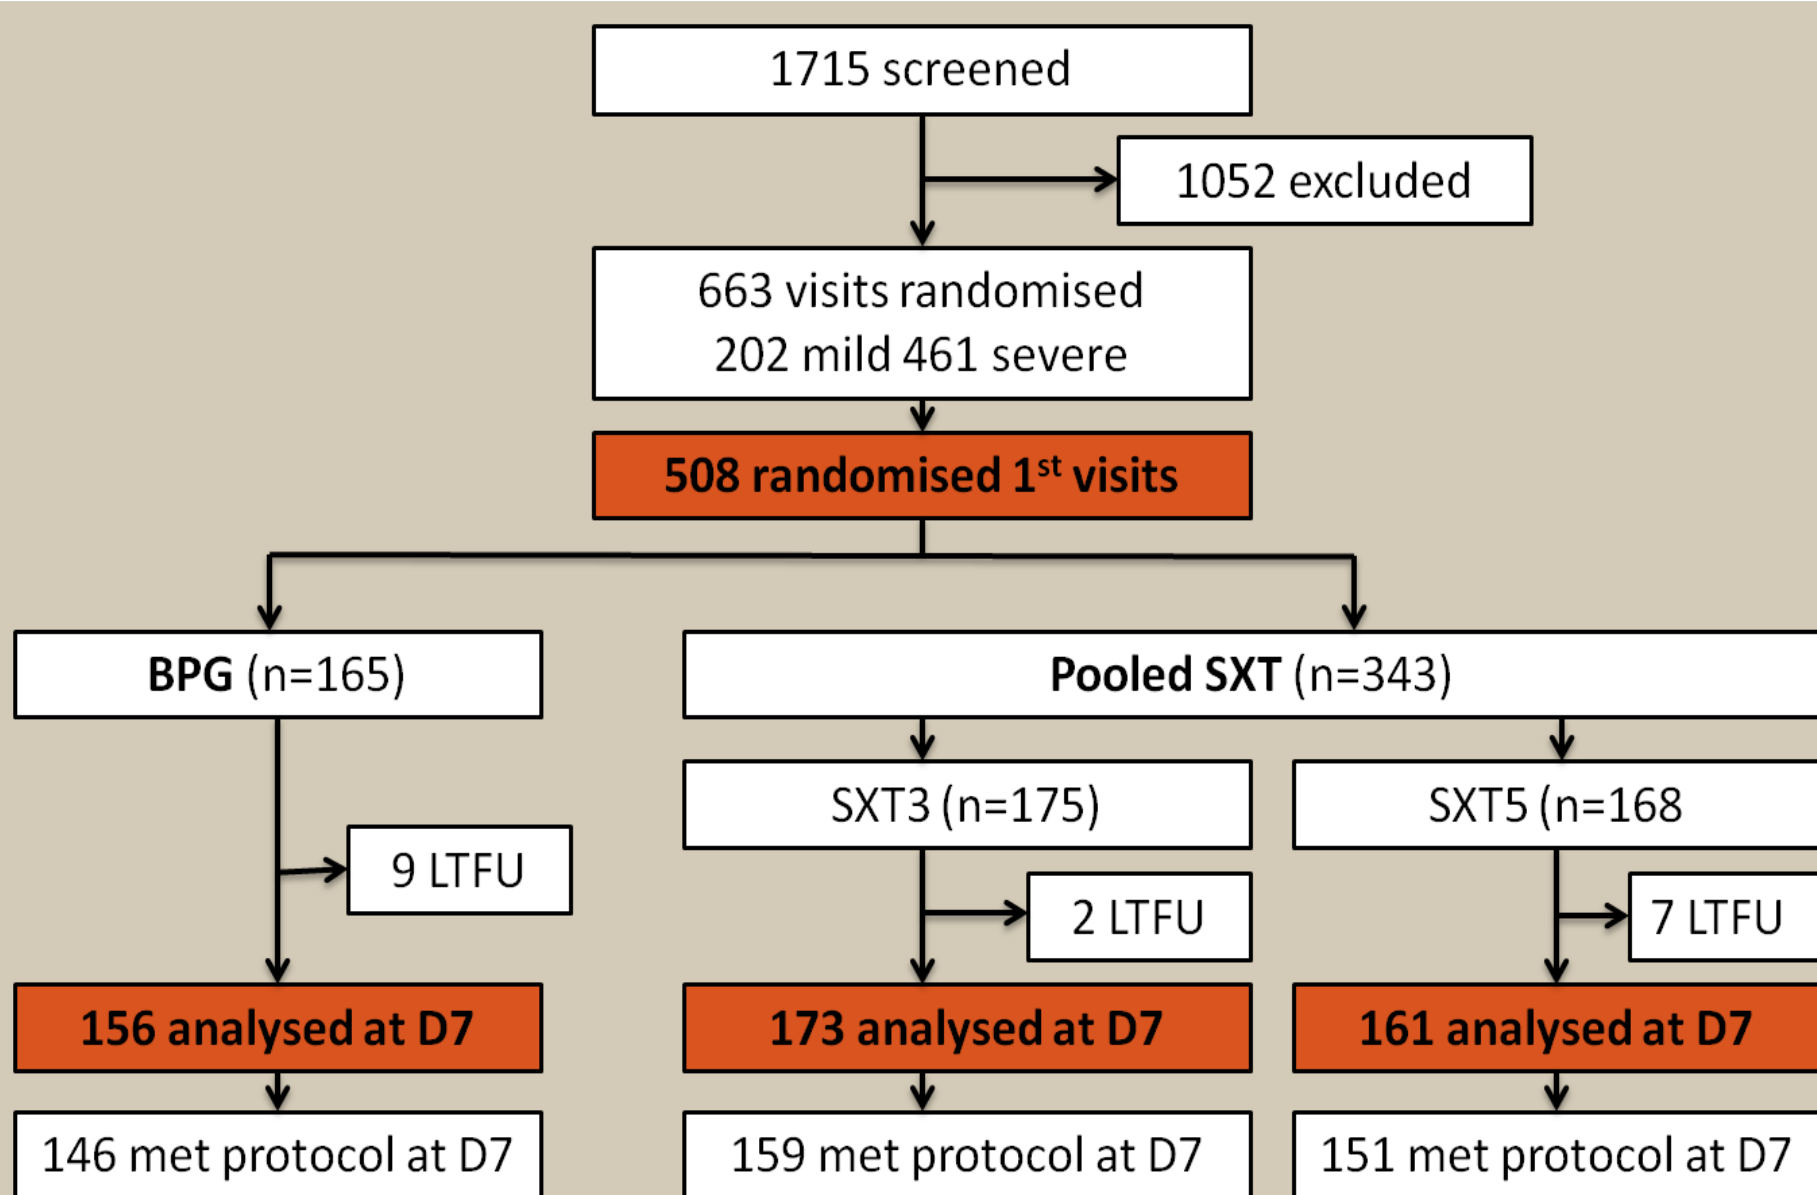 1715 screened
1052 excluded
663 visits randomised
202 mild 461 severe
508 randomised 1st visits
BPG (n=165)
Pooled SXT (n=343)
SXT3 (n=175)
SXT5 (n=168
9 LTFU
2 LTFU
7 LTFU
156 analysed at D7
173 analysed at D7
161 analysed at D7
146 met protocol at D7
159 met protocol at D7
151 met protocol at D7